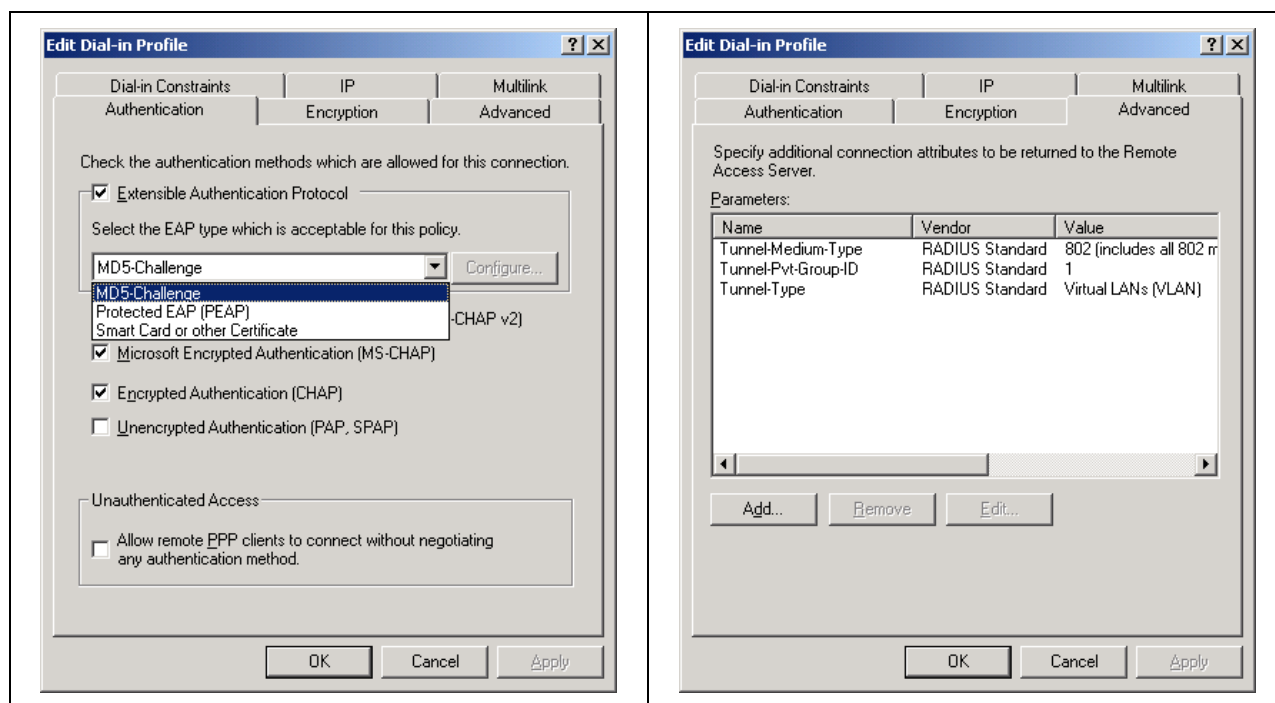 Edit Dial-in Profile
Dial-in Constraints IP Multilink
Authentication Encryption Advanced
Check the authentication methods which are allowed for this connection.
Extensible Authentication Protocol
Select the EAP type which is acceptable for this policy.
MD5-Challenge Configure...
MD5-Challenge
Protected EAP (PEAP)
-CHAP v2)
Smart Card or other Certificate
Microsoft Encrypted Authentication (MS-CHAP)
Encrypted Authentication (CHAP)
Unencrypted Authentication (PAP, SPAP)
Unauthenticated Access
Allow remote PPP clients to connect without negotiating
any authentication method.
OK Cancel Apply
Edit Dial-in Profile
Dial-in Constraints IP Multilink
Authentication Encryption Advanced
Specify additional connection attributes to be returned to the Remote
Access Server.
Parameters:
Name Vendor Value
Tunnel-Medium-Type RADIUS Standard 802 (includes all 802 m
Tunnel-Pvt-Group-ID RADIUS Standard 1
Tunnel-Type RADIUS Standard Virtual LANs (VLAN)
Add... Remove Edit...
OK Cancel Apply